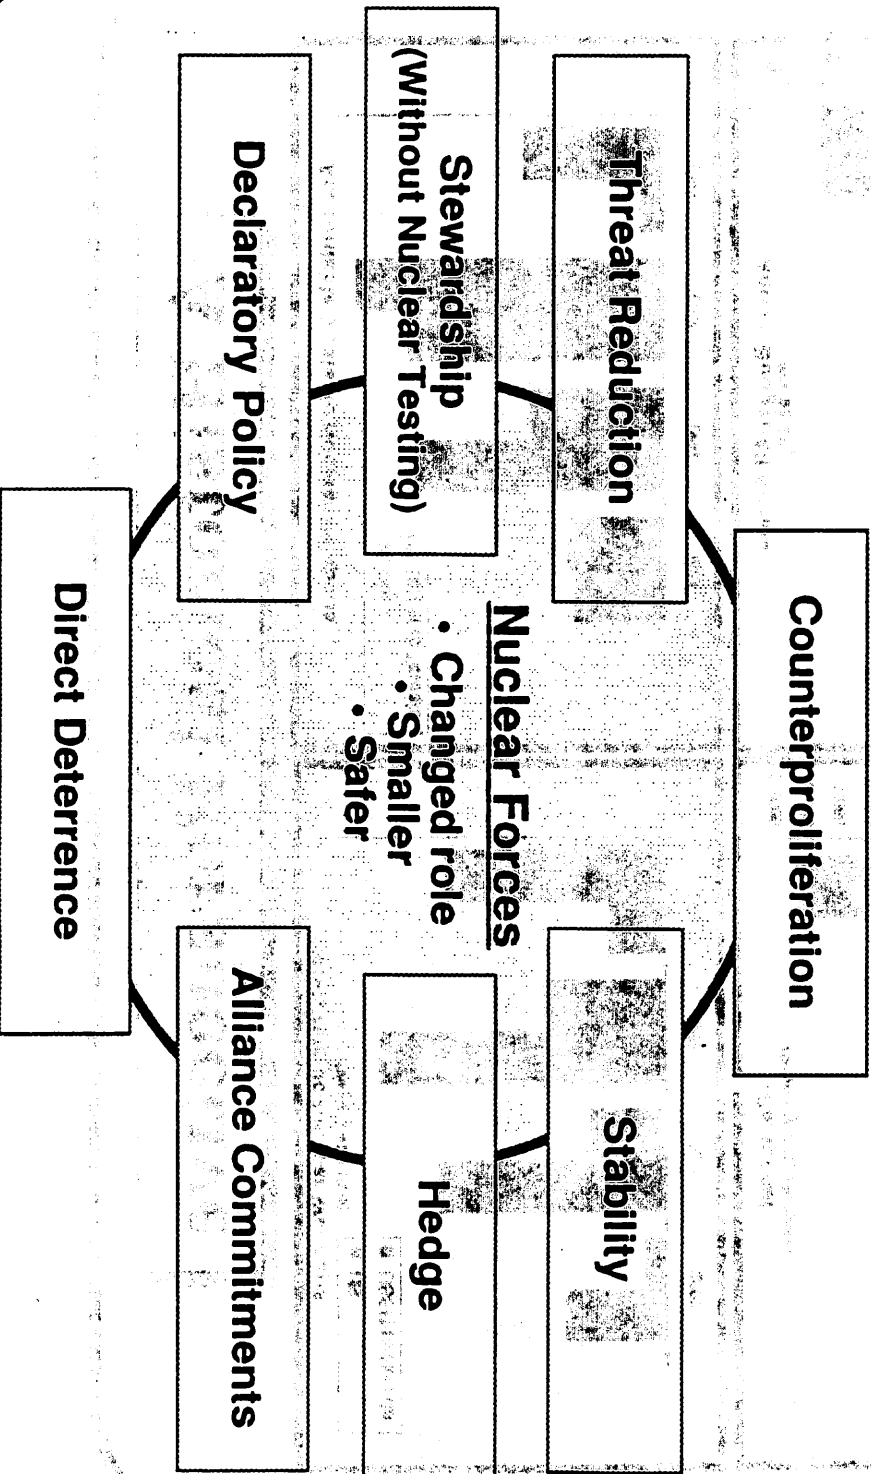 Counterproliferation
Threat Reduction
Stability
Stewardship
(Without Nuclear Testing)
Nuclear Forces
• Changed role
• Smaller
• Safer
Hedge
Declaratory Policy
Alliance Commitments
Direct Deterrence